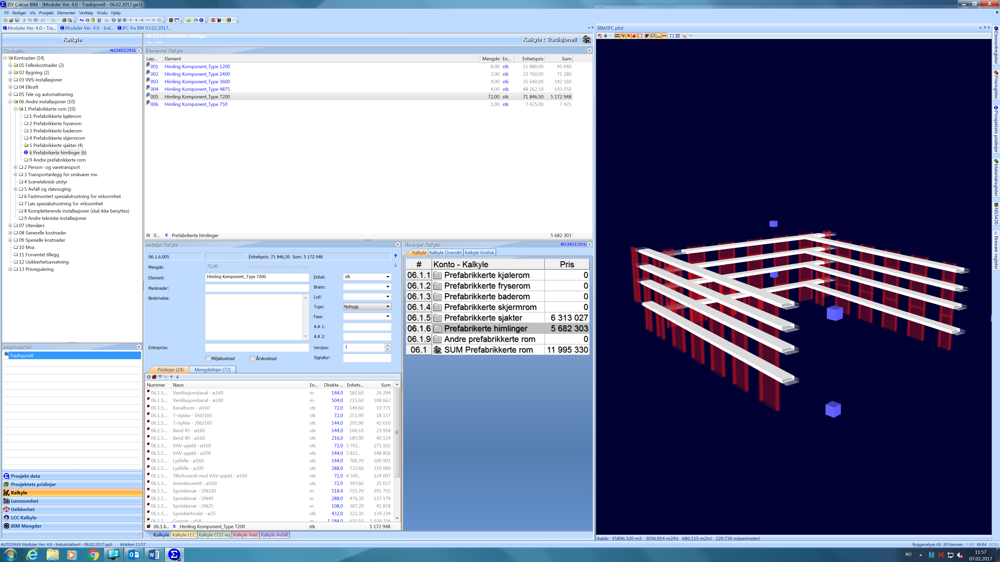 ISY Calcus BIM - [Moduler Ver. 4.0 - Tradisjonell - 06.02.2017.ga3]
Fil Rediger Vis Prosjekt Elementer Verktøy Vindu Hjelp
Moduler Ver. 4.0 - Tra... Moduler Ver. 4.0 - Ind... IFC fra BW 03.02.2017...
Kalkyle
Kontoplan NS3453:2016
Kontoplan (14)
01 Felleskostnader (2)
02 Bygning (2)
03 VVS-installasjoner
04 Elkraft
05 Tele og automatisering
06 Andre installasjoner (10)
1 Prefabrikkerte rom (10)
1 Prefabrikkerte kjølerom
2 Prefabrikkerte fryserom
3 Prefabrikkerte baderom
4 Prefabrikkerte skjermrom
5 Prefabrikkerte sjakter (4)
6 Prefabrikerte himlinger (6)
9 Andre prefabrikkerte rom
2 Person- og varetransport
3 Transportanlegg for småvarer mv.
4 Sceneteknisk utstyr
5 Avfall og støvsuging
6 Fastmontert spesialutrustning for virksomhet
7 Løs spesialutrustning for virksomhet
8 Kompletterende installasjoner (skal ikke benyttes)
9 Andre tekniske installasjoner
07 Utendørs
08 Generelle kostnader
09 Spesielle kostnader
10 Mva
11 Forventet tillegg
12 Usikkerhetsavsetning
13 Prisregulering
Delprosjekter
Tradisjonell
Prosjekt data
Prosjektets prislinjer
Kalkyle
Lønnsomhet
Usikkerhet
LCC Kalkyle
BIM Mengder
06.1.6 Prefabrikerte himlinger
BTA : 12 691
Kalkyle : Tradisjonell
Elementer Kalkyle
Løp... Element Mengde En... Enhetspris Sum
001 Himling Komponent_Type 1200 8,00 stk 11 880,00 95 040
002 Himling Komponent_Type 2400 3,00 stk 23 760,00 71 280
003 Himling Komponent_Type 3600 4,00 stk 35 640,00 142 560
004 Himling Komponent_Type 4875 4,00 stk 48 262,50 193 050
005 Himling Komponent_Type 7200 72,00 stk 71 846,50 5 172 948
006 Himling Komponent_Type 750 1,00 stk 7 425,00 7 425
0... Σ Prefabrikerte himlinger 5 682 303
Detaljer Kalkyle
06.1.6.005 Enhetspris: 71 846,50 Sum: 5 172 948
Mengde: 72,00 Mengden er summen av alle mer
Element: Himling Komponent_Type 7200 Enhet: stk
Merknader: Brann:
Beskrivelse: Lyd:
Type: Nybygg
Fase:
A.K 1:
A.K 2:
Entreprise: Versjon: 1
Miljøkostnad Årskostnad Signatur:
Prislinjer (24) Mengdelinjer (72)
Nummer Navn En... Direkte ... Enhets... Sum
06.1.5.... Ventilasjonskanal - ø160 m 144,0 182,60 26 294
06.1.5.... Ventilasjonskanal - ø200 m 504,0 215,60 108 662
06.1.5.... Kanalbunn - ø160 stk 72,0 149,60 10 771
06.1.5.... T-stykke - 160/160 stk 72,0 251,90 18 137
06.1.5.... T-stykke - 200/160 stk 144,0 295,90 42 610
06.1.5.... Bend 45 - ø160 stk 144,0 166,10 23 918
06.1.5.... Bend 90 - ø160 stk 216,0 185,90 40 154
06.1.5.... VAV-spjeld - ø160 stk 72,0 3 765... 271 102
06.1.5.... VAV-spjeld - ø200 stk 144,0 3 811... 548 856
06.1.5.... Lydfelle - ø160 stk 144,0 700,70 100 901
06.1.5.... Lydfelle - ø200 stk 288,0 732,60 210 989
06.1.5.... Tilluftsventil med VAV-spjeld - ø160 stk 72,0 4 500... 324 007
06.1.5.... Avtrekksventil - ø160 stk 72,0 347,60 25 027
06.1.5.... Sprinklerrør - DN100 m 518,4 755,70 391 755
06.1.5.... Sprinklerrør - DN40 m 288,0 476,30 137 174
06.1.5.... Sprinklerrør - DN25 m 108,0 387,20 41 818
06.1.5.... Sprinklerhoder - ø25 stk 432,0 322,30 139 234
06.1.5.... Gassrør - ø54 m 1 584,0 650,10 1 029 758
06.1.6... Σ Himling Komponent_Type 7200 stk 5 172 948
Kalkyle Kalkyle LCC Kalkyle CO2-eq Kalkyle Vekt Kalkyle Avfall
Visninger Kalkyle NS3453:2016
Kalkyle Kalkyle Oversikt Kalkyle Grafisk
# Konto - Kalkyle Pris
06.1.1 Prefabrikkerte kjølerom 0
06.1.2 Prefabrikkerte fryserom 0
06.1.3 Prefabrikkerte baderom 0
06.1.4 Prefabrikkerte skjermrom 0
06.1.5 Prefabrikkerte sjakter 6 313 027
06.1.6 Prefabrikerte himlinger 5 682 303
06.1.9 Andre prefabrikkerte rom 0
06.1 SUM Prefabrikkerte rom 11 995 330
BIM/IFC plot
Aabb: 35896,320 m3 3036,914 m2(h) 686,115 m2(v) 220,730 m(perimeter)
Elementregister
Prisregister
Prosjektets prislinjer
Materialregister
NS3420
B Breeam register
AUTOSAVE Moduler Ver. 4.0 - Industrialisert - 06.02.2017.ga3 klokken 11:57
Bygganalyse AS 30 lisenser. CAP NUM SCRL
NO 11:57
07.02.2017